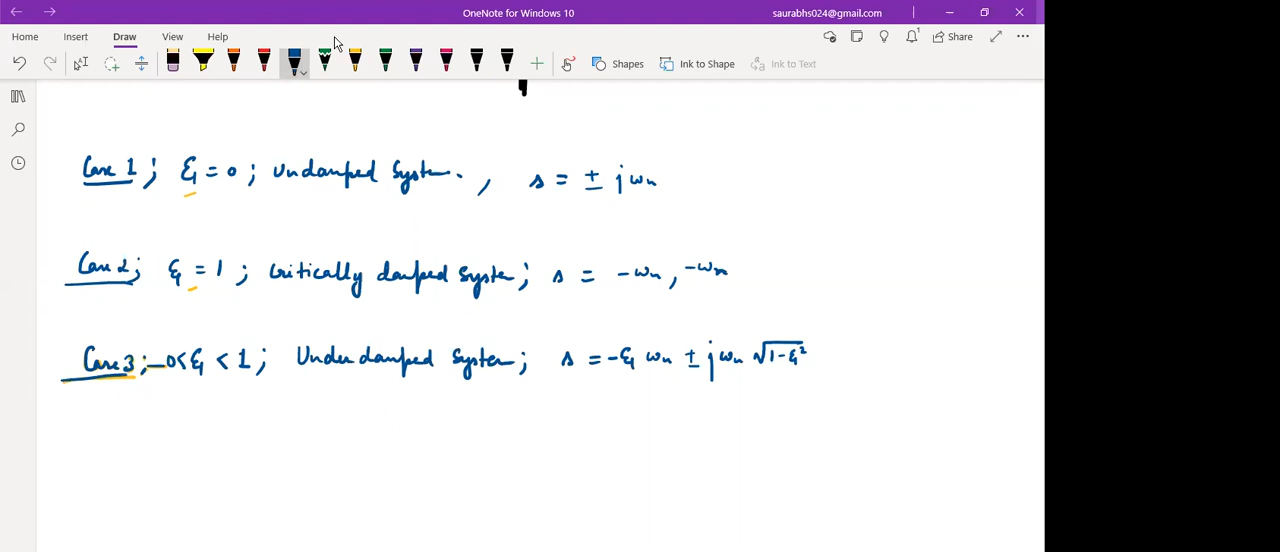 OneNote for Windows 10
saurabhs024@gmail.com
Home Insert Draw View Help
Share
Shapes Ink to Shape Ink to Text
Case 1; ξ = 0; Undamped System., s = ± jωn
Case 2; ξ = 1; Critically damped System; s = -ωn, -ωn
Case 3; 0<ξ < 1; Underdamped System; s = -ξ ωn ± jωn √1-ξ²